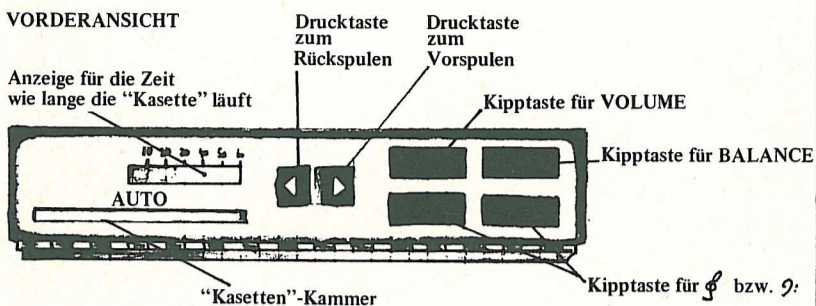 VORDERANSICHT
Drucktaste
zum
Rückspulen
Drucktaste
zum
Vorspulen
Anzeige für die Zeit
wie lange die “Kasette” läuft
Kipptaste für VOLUME
Kipptaste für BALANCE
AUTO
“Kasetten”-Kammer
Kipptaste für bzw.